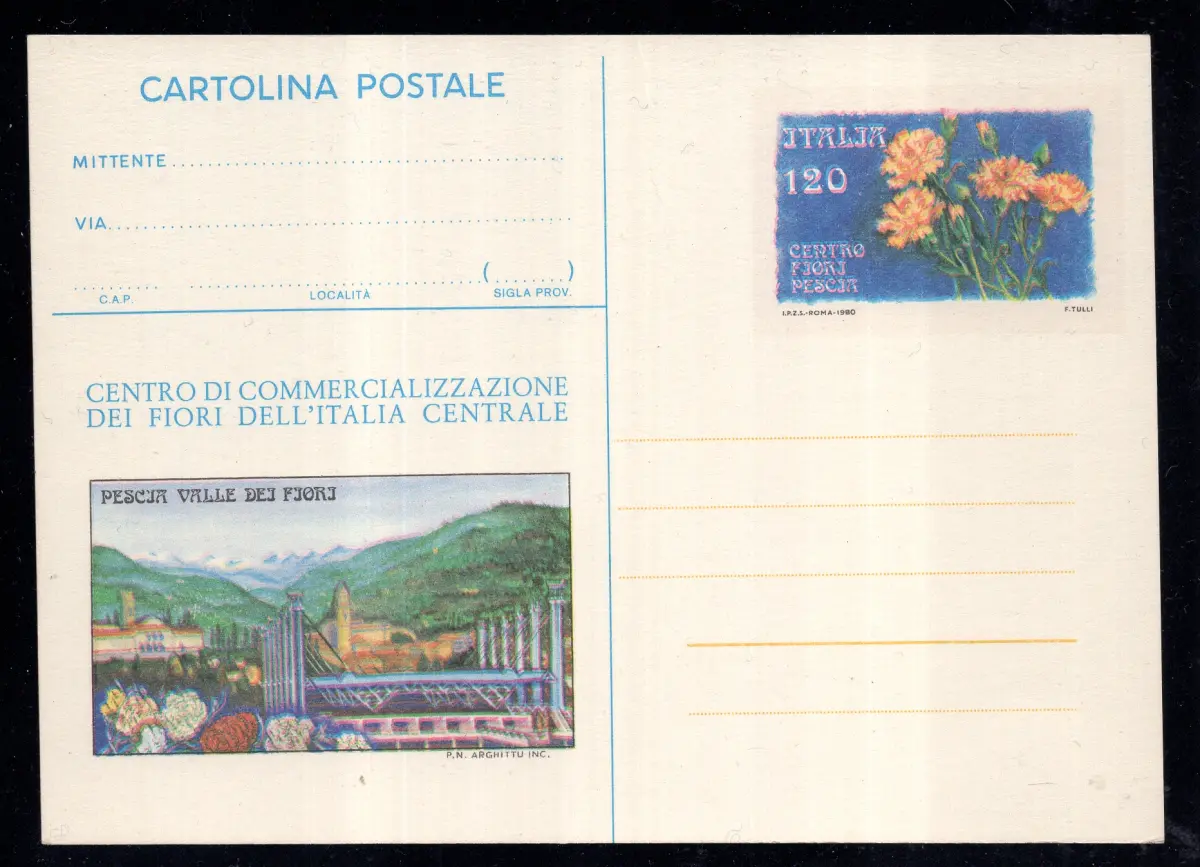 CARTOLINA POSTALE
MITTENTE
VIA
( )
C.A.P. LOCALITÀ SIGLA PROV.
CENTRO DI COMMERCIALIZZAZIONE
DEI FIORI DELL'ITALIA CENTRALE
PESCIA VALLE DEI FIORI
P.N. ARGHITTU INC.
ITALIA
120
CENTRO
FIORI
PESCIA
I.P.Z.S.-ROMA-1980 F.TULLI